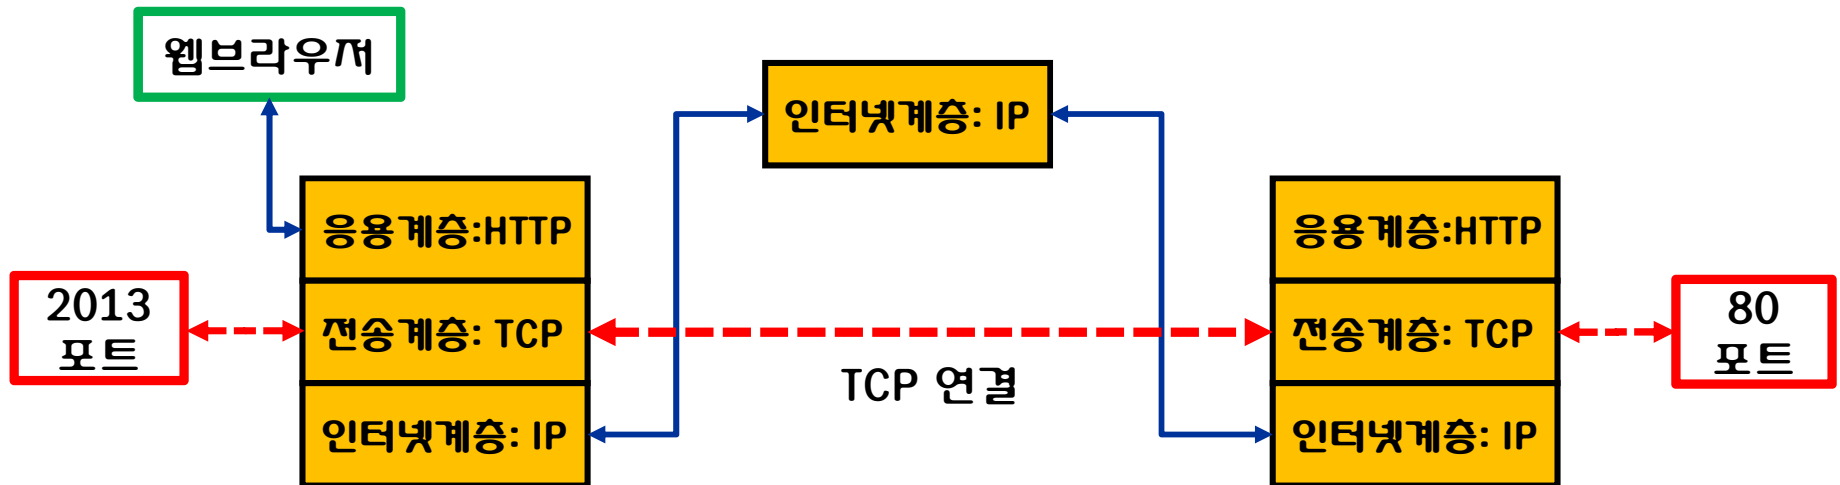 웹브라우저
인터넷계층: IP
응용계층:HTTP
전송계층: TCP
인터넷계층: IP
2013
포트
TCP 연결
응용계층:HTTP
전송계층: TCP
인터넷계층: IP
80
포트